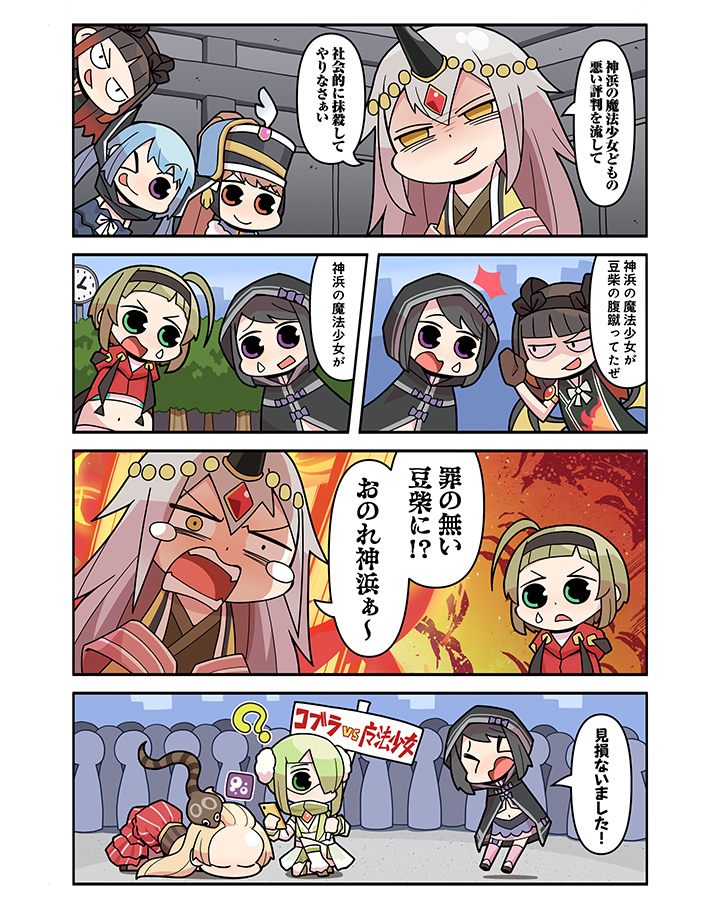 神浜の魔法少女どもの
悪い評判を流して
社会的に抹殺して
やりなさぁい
神浜の魔法少女が
豆柴の腹蹴ってたぜ
神浜の魔法少女が
罪の無い
豆柴に!?
おのれ神浜ぁ～
コブラvs魔法少女
見損ないました!